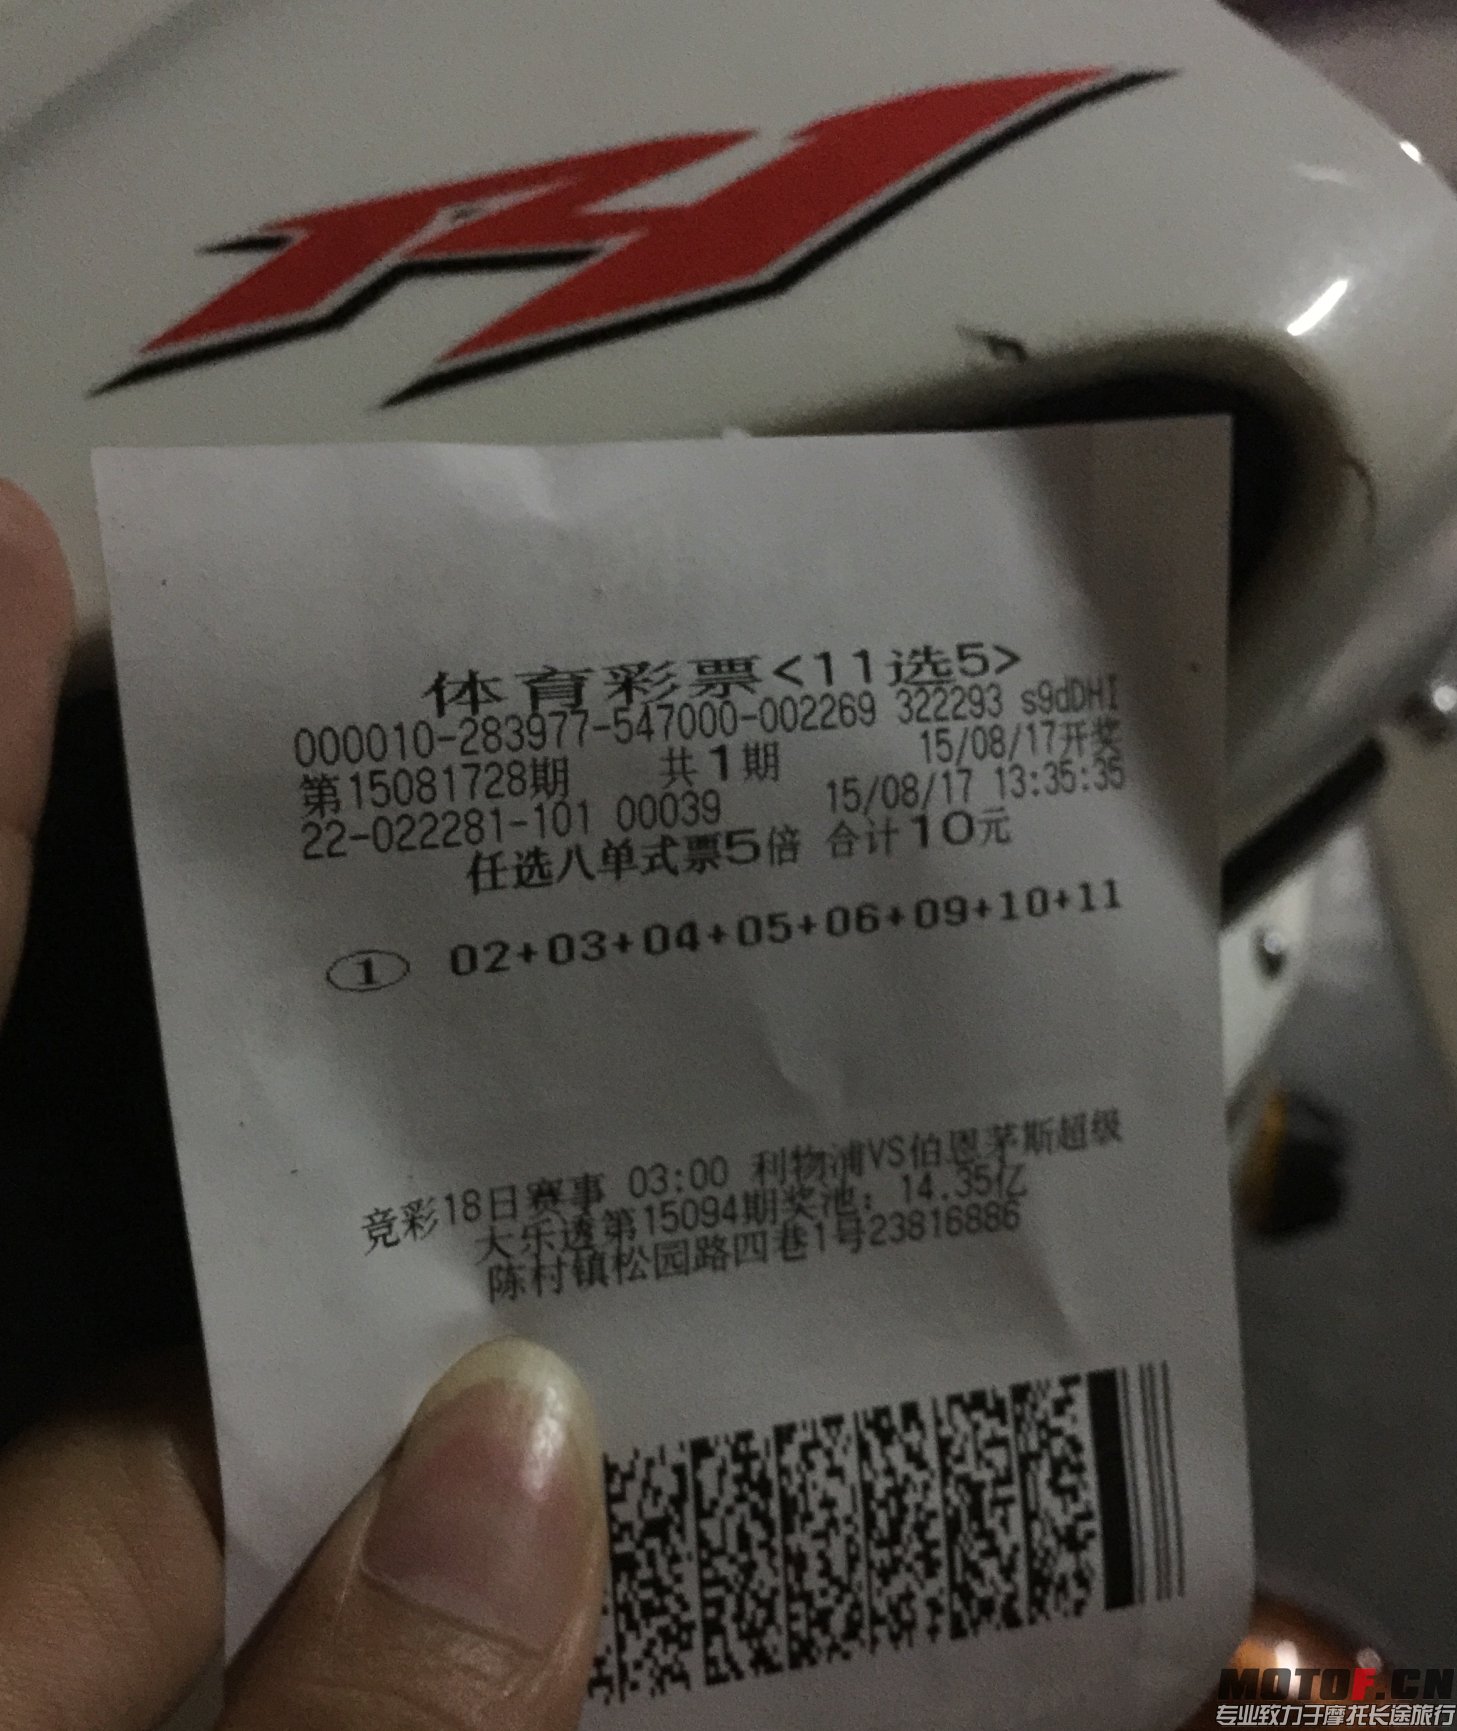 R1
体育彩票<11选5>
000010-283977-547000-002269 322293 s9dDHI
第15081728期 共1期 15/08/17开奖
22-022281-101 00039 15/08/17 13:35:35
任选八单式票5倍 合计10元
① 02+03+04+05+06+09+10+11
竞彩18日赛事 03:00 利物浦VS伯恩茅斯超级
大乐透第15094期奖池：14.35亿
陈村镇松园路四巷1号23816886
MOTOF.CN
专业致力于摩托长途旅行